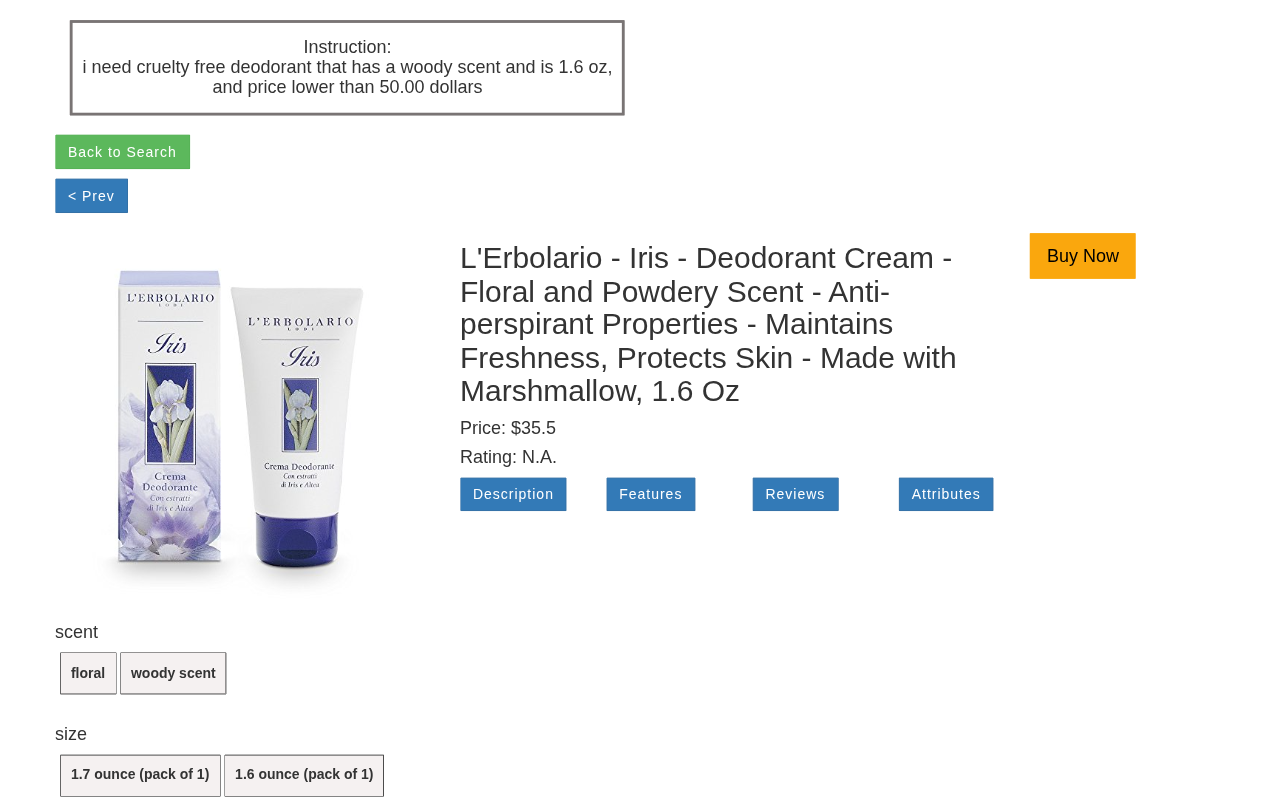 Instruction:
i need cruelty free deodorant that has a woody scent and is 1.6 oz,
and price lower than 50.00 dollars
Back to Search
< Prev
L'ERBOLARIO
LODI
Iris
Crema
Deodorante
Con estratti
di Iris e Altea
L'ERBOLARIO
LODI
Iris
Crema Deodorante
Con estratti
di Iris e Altea
L'Erbolario - Iris - Deodorant Cream -
Floral and Powdery Scent - Anti-
perspirant Properties - Maintains
Freshness, Protects Skin - Made with
Marshmallow, 1.6 Oz
Price: $35.5
Rating: N.A.
Description
Features
Reviews
Attributes
Buy Now
scent
floral
woody scent
size
1.7 ounce (pack of 1)
1.6 ounce (pack of 1)